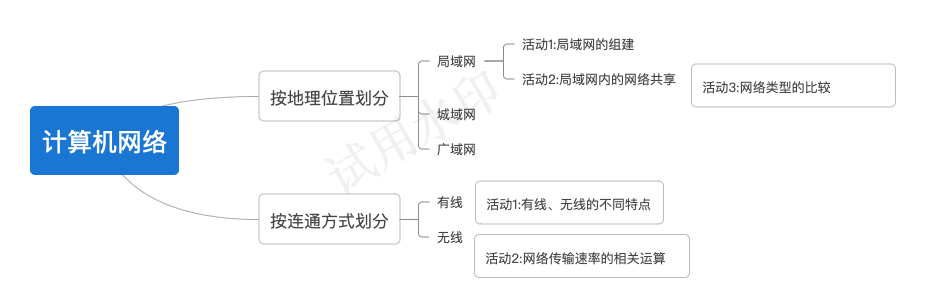 计算机网络
按地理位置划分
局域网
活动1:局域网的组建
活动2:局域网内的网络共享
活动3:网络类型的比较
城域网
广域网
按连通方式划分
有线
活动1:有线、无线的不同特点
无线
活动2:网络传输速率的相关运算
试用水印